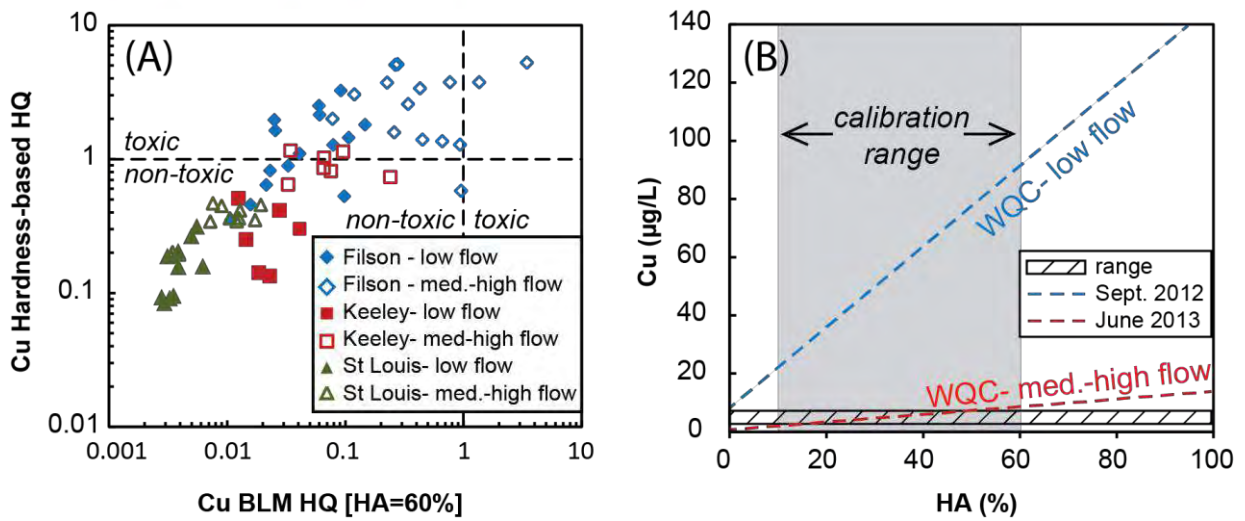 (A)
10
1
0.1
0.01
Cu Hardness-based HQ
toxic
non-toxic
non-toxic
toxic
Filson - low flow
Filson - med.-high flow
Keeley- low flow
Keeley- med-high flow
St Louis- low flow
St Louis- med.-high flow
0.001 0.01 0.1 1 10
Cu BLM HQ [HA=60%]
(B)
140
120
100
80
60
40
20
0
Cu (µg/L)
calibration
range
WQC- low flow
range
Sept. 2012
June 2013
WQC- med.-high flow
0 20 40 60 80 100
HA (%)